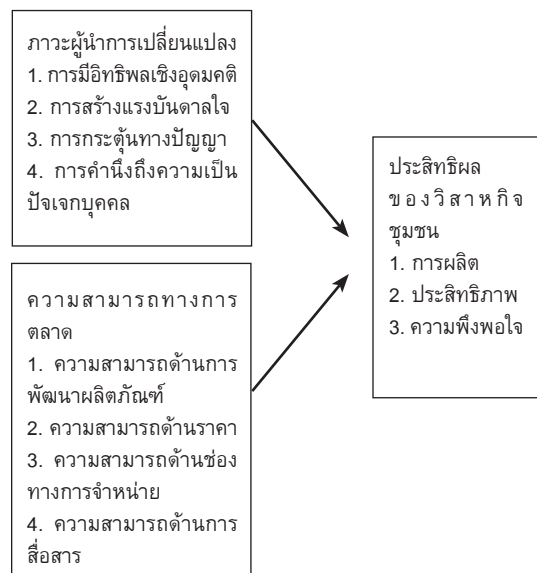 ภาวะผู้นำการเปลี่ยนแปลง
1. การมีอิทธิพลเชิงอุดมคติ
2. การสร้างแรงบันดาลใจ
3. การกระตุ้นทางปัญญา
4. การคำนึงถึงความเป็น
ปัจเจกบุคคล
ความสามารถทางการ
ตลาด
1. ความสามารถด้านการ
พัฒนาผลิตภัณฑ์
2. ความสามารถด้านราคา
3. ความสามารถด้านช่อง
ทางการจำหน่าย
4. ความสามารถด้านการ
สื่อสาร
ประสิทธิผล
ของวิสาหกิจ
ชุมชน
1. การผลิต
2. ประสิทธิภาพ
3. ความพึงพอใจ